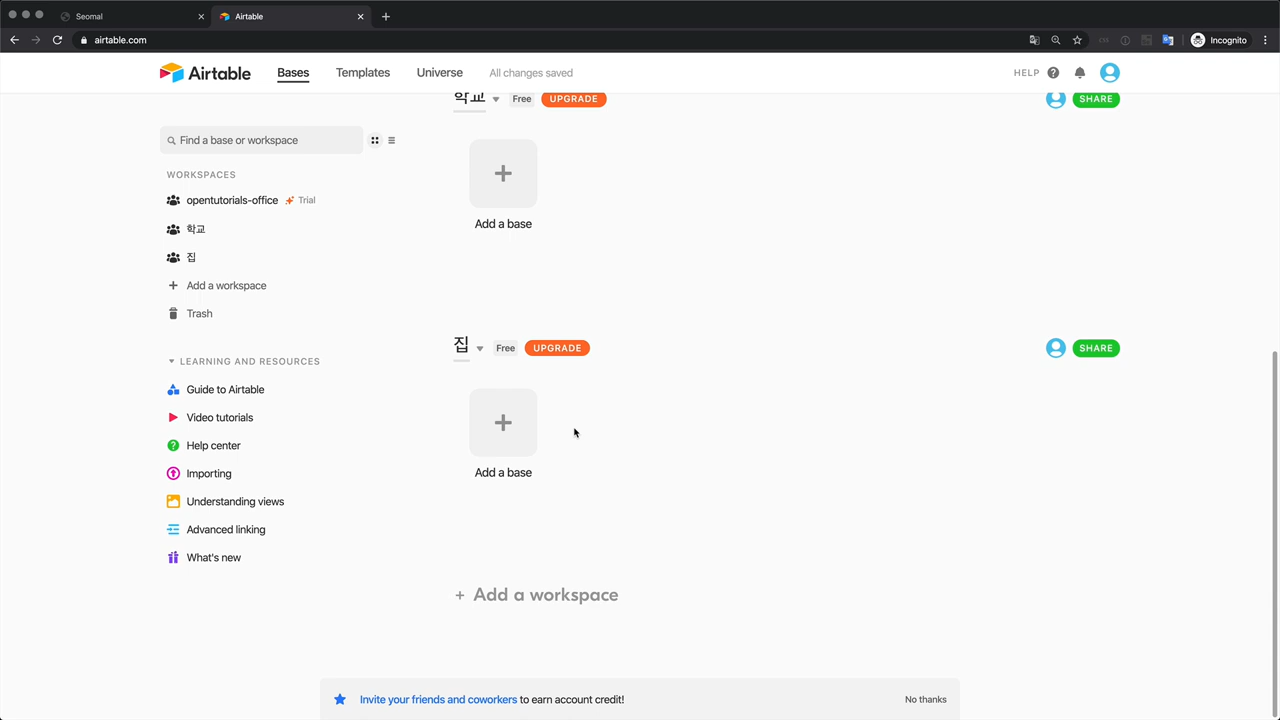 Seomal
Airtable
airtable.com
Incognito
Airtable
Bases
Templates
Universe
All changes saved
HELP
학교
Free
UPGRADE
SHARE
Find a base or workspace
WORKSPACES
opentutorials-office
Trial
학교
집
Add a workspace
Trash
LEARNING AND RESOURCES
Guide to Airtable
Video tutorials
Help center
Importing
Understanding views
Advanced linking
What's new
Add a base
집
Free
UPGRADE
SHARE
Add a base
+ Add a workspace
Invite your friends and coworkers to earn account credit!
No thanks